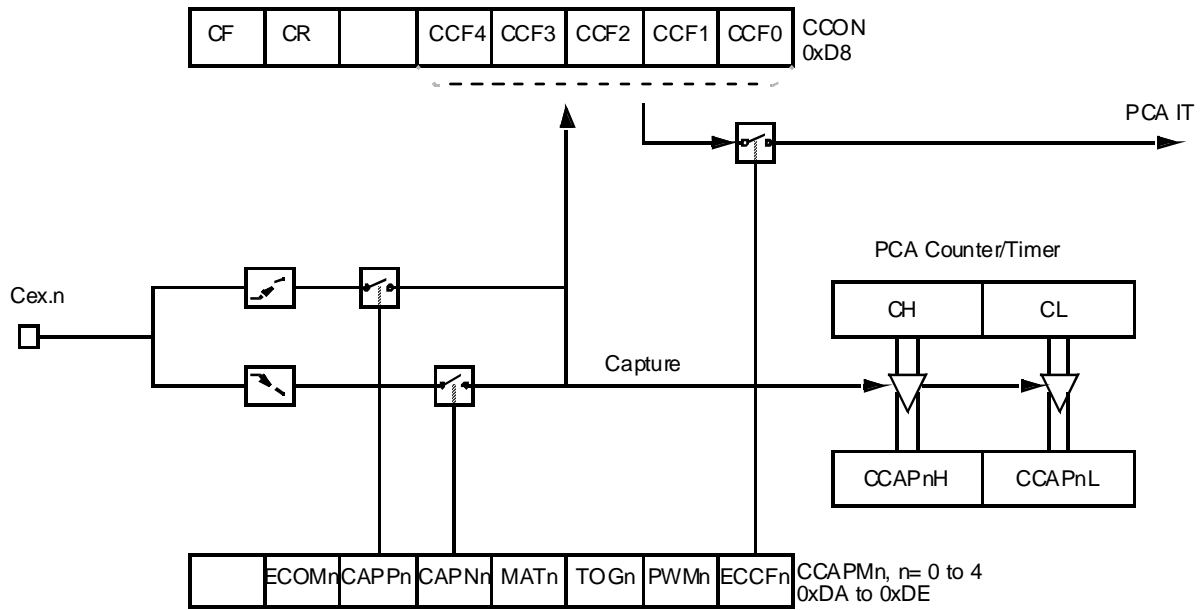 CF CR CCF4 CCF3 CCF2 CCF1 CCF0 CCON
0xD8
PCA IT
PCA Counter/Timer
Cex.n
CH CL
Capture
CCAPnH CCAPnL
ECOMn CAPPn CAPNn MATn TOGn PWMn ECCFn CCAPMn, n= 0 to 4
0xDA to 0xDE